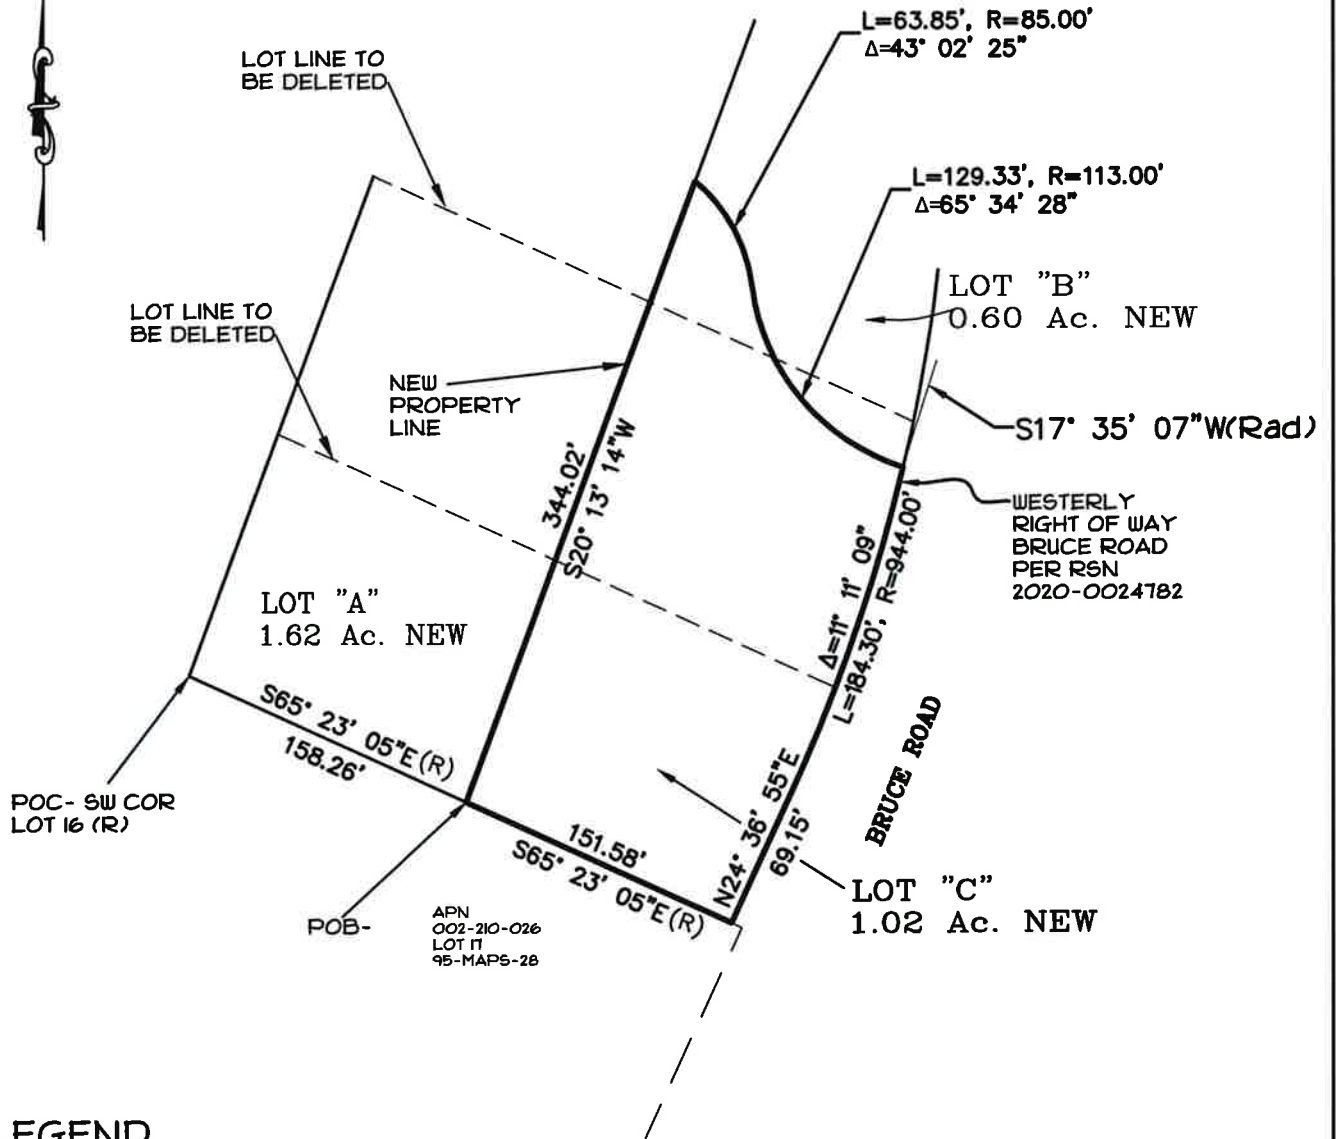 L=63.85', R=85.00'
Δ=43° 02' 25"
LOT LINE TO
BE DELETED
L=129.33', R=113.00'
Δ=65° 34' 28"
LOT "B"
0.60 Ac. NEW
LOT LINE TO
BE DELETED
NEW
PROPERTY
LINE
S17° 35' 07"W(Rad)
344.02'
S20° 13' 14"W
WESTERLY
RIGHT OF WAY
BRUCE ROAD
PER RSN
2020-0024782
Δ=11° 11' 09"
L=184.30', R=944.00'
LOT "A"
1.62 Ac. NEW
S65° 23' 05"E (R)
158.26'
BRUCE ROAD
N24° 36' 55"E
69.15'
POC- SW COR
LOT 16 (R)
151.58'
S65° 23' 05"E (R)
LOT "C"
1.02 Ac. NEW
POB-
APN
002-210-026
LOT 17
95-MAPS-28
EGEND